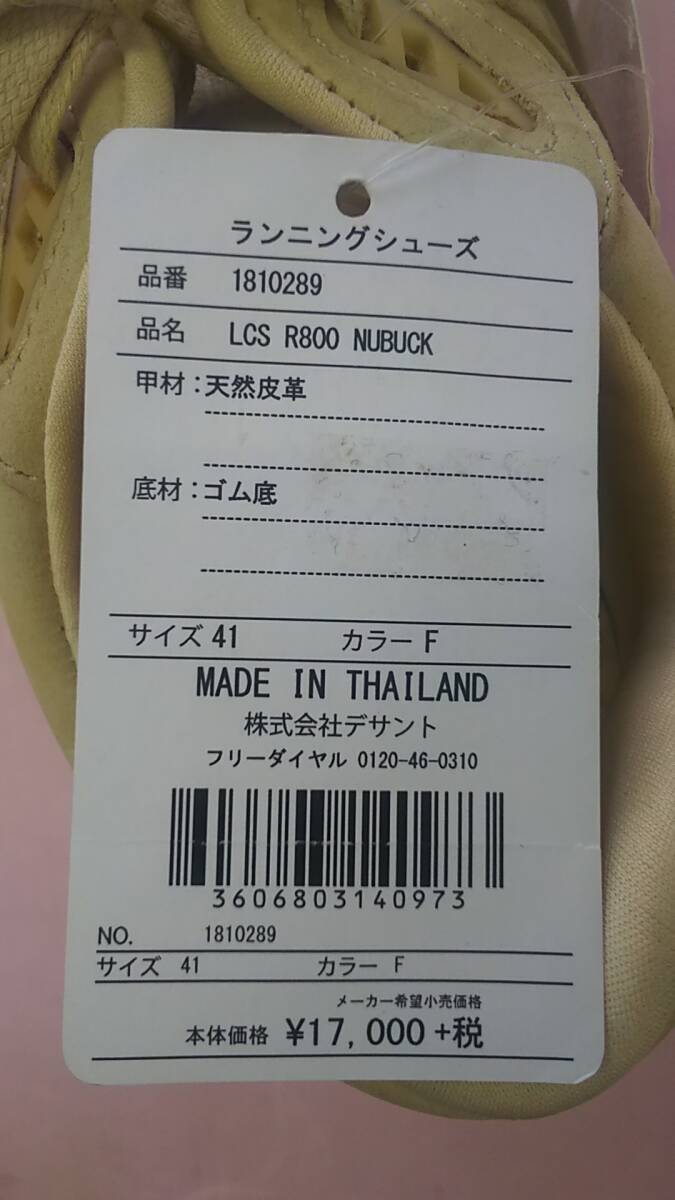 ランニングシューズ
品番 1810289
品名 LCS R800 NUBUCK
甲材：天然皮革
底材：ゴム底
サイズ 41 カラー F
MADE IN THAILAND
株式会社デサント
フリーダイヤル 0120-46-0310
3606803140973
NO. 1810289
サイズ 41 カラー F
メーカー希望小売価格
本体価格 ¥17,000+税